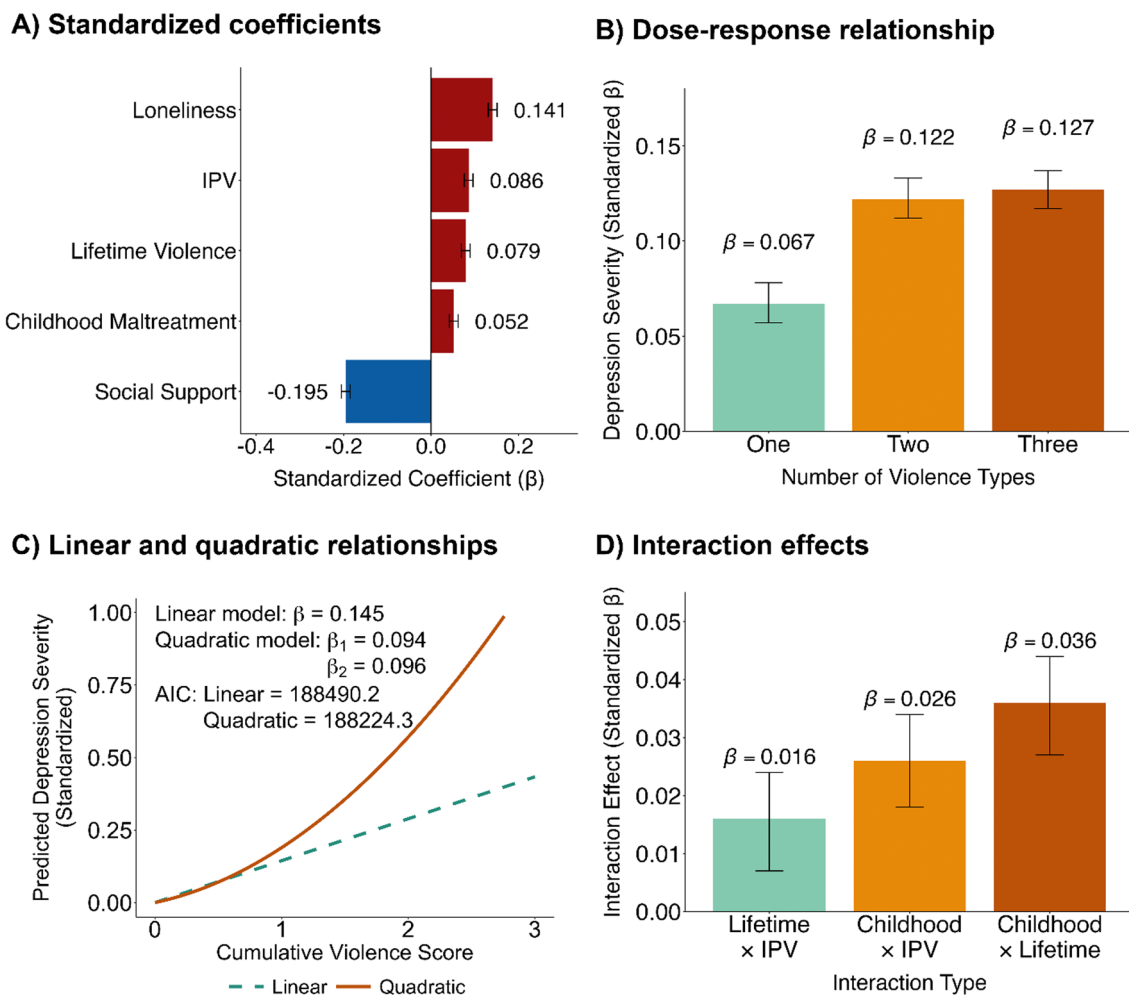 A) Standardized coefficients
Loneliness
IPV
Lifetime Violence
Childhood Maltreatment
Social Support
0.141
0.086
0.079
0.052
-0.195
-0.4
-0.2
0.0
0.2
Standardized Coefficient (β)
B) Dose-response relationship
Depression Severity (Standardized β)
0.15
0.10
0.05
0.00
β = 0.067
β = 0.122
β = 0.127
One
Two
Three
Number of Violence Types
C) Linear and quadratic relationships
Predicted Depression Severity
(Standardized)
1.00
0.75
0.50
0.25
0.00
Linear model: β = 0.145
Quadratic model: β₁ = 0.094
β₂ = 0.096
AIC: Linear = 188490.2
Quadratic = 188224.3
0
1
2
3
Cumulative Violence Score
Linear
Quadratic
D) Interaction effects
Interaction Effect (Standardized β)
0.05
0.04
0.03
0.02
0.01
0.00
β = 0.016
β = 0.026
β = 0.036
Lifetime
× IPV
Childhood
× IPV
Childhood
× Lifetime
Interaction Type